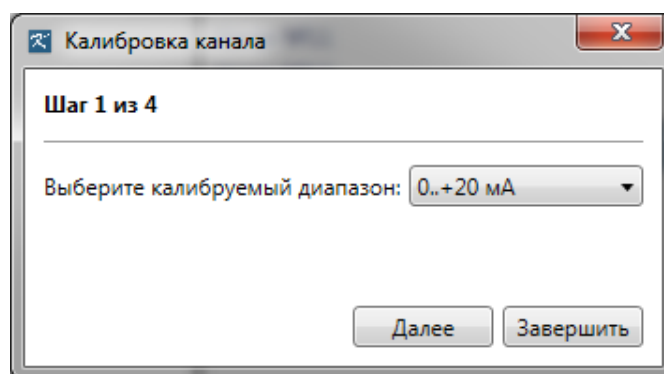 Калибровка канала
Шаг 1 из 4
Выберите калибруемый диапазон: 0..+20 мА
Далее Завершить